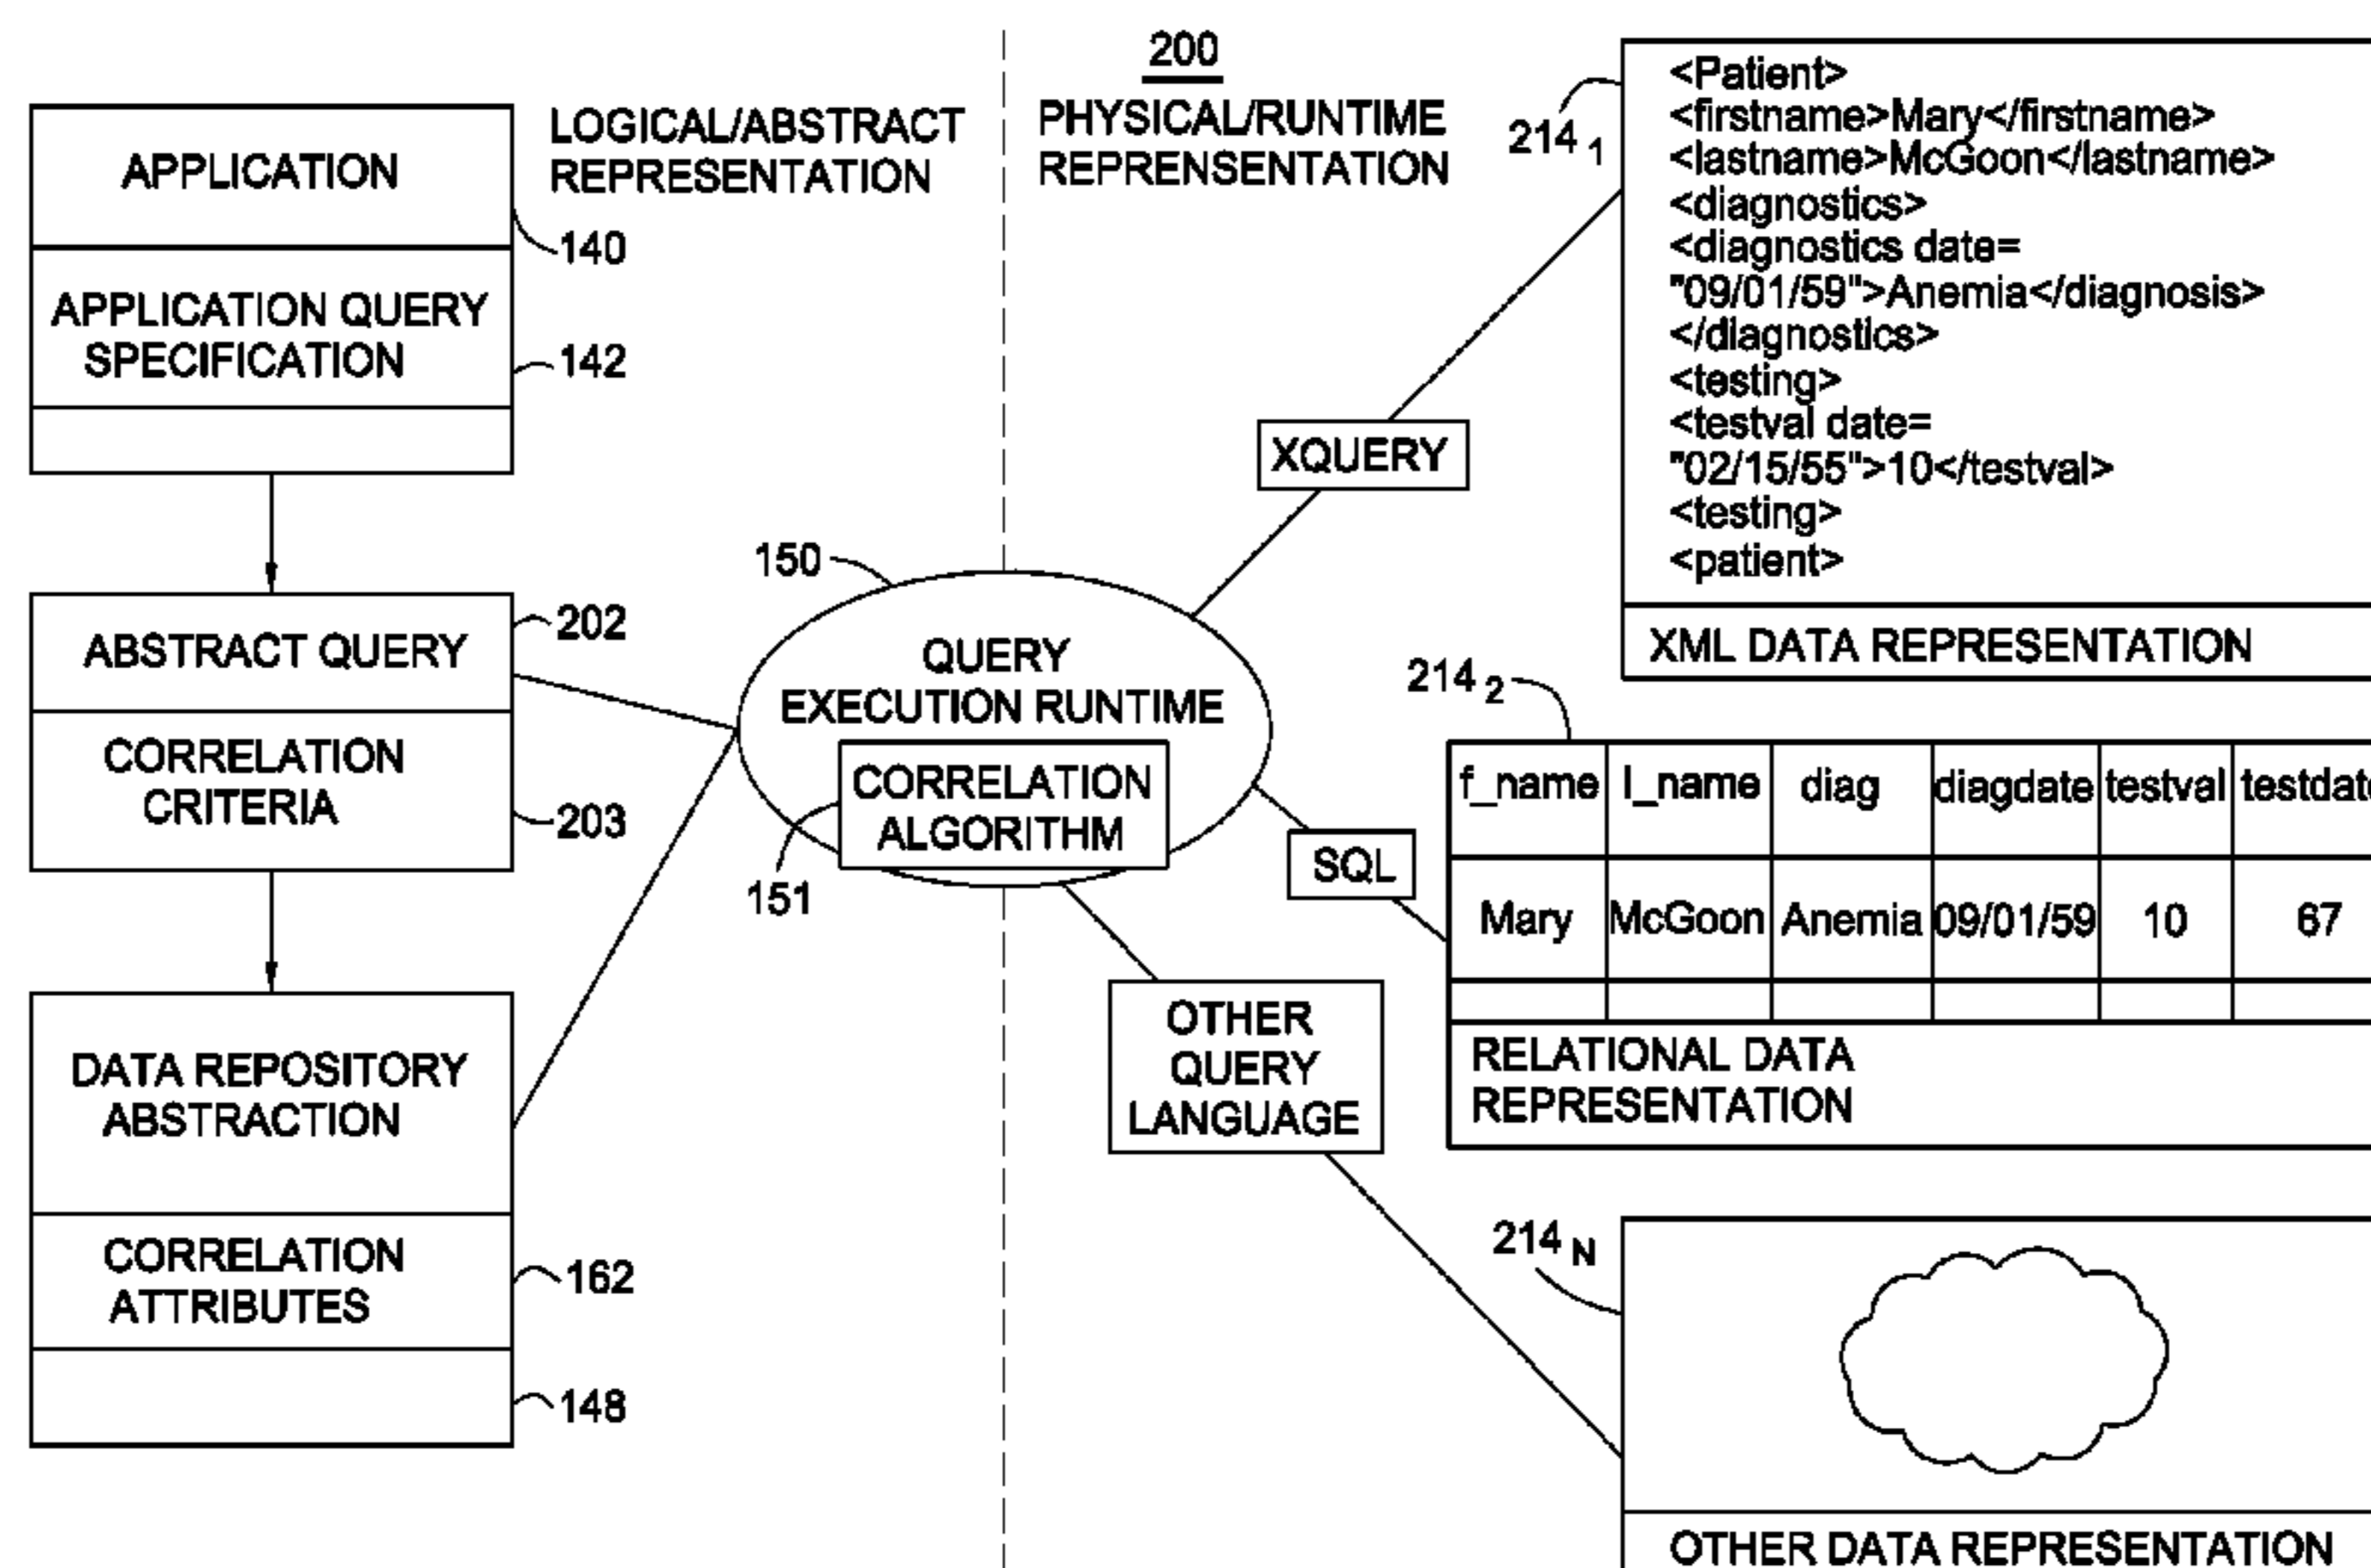 200
LOGICAL/ABSTRACT
REPRESENTATION
PHYSICAL/RUNTIME
REPRENSENTATION
APPLICATION
140
APPLICATION QUERY
SPECIFICATION
142
ABSTRACT QUERY
202
CORRELATION
CRITERIA
203
DATA REPOSITORY
ABSTRACTION
CORRELATION
ATTRIBUTES
162
148
150
QUERY
EXECUTION RUNTIME
CORRELATION
ALGORITHM
151
XQUERY
SQL
OTHER
QUERY
LANGUAGE
214 1
<Patient>
<firstname>Mary</firstname>
<lastname>McGoon</lastname>
<diagnostics>
<diagnostics date=
"09/01/59">Anemia</diagnosis>
</diagnostics>
<testing>
<testval date=
"02/15/55">10</testval>
<testing>
<patient>
XML DATA REPRESENTATION
214 2
f_name l_name diag diagdate testval testdate
Mary McGoon Anemia 09/01/59 10 67
RELATIONAL DATA
REPRESENTATION
214 N
OTHER DATA REPRESENTATION